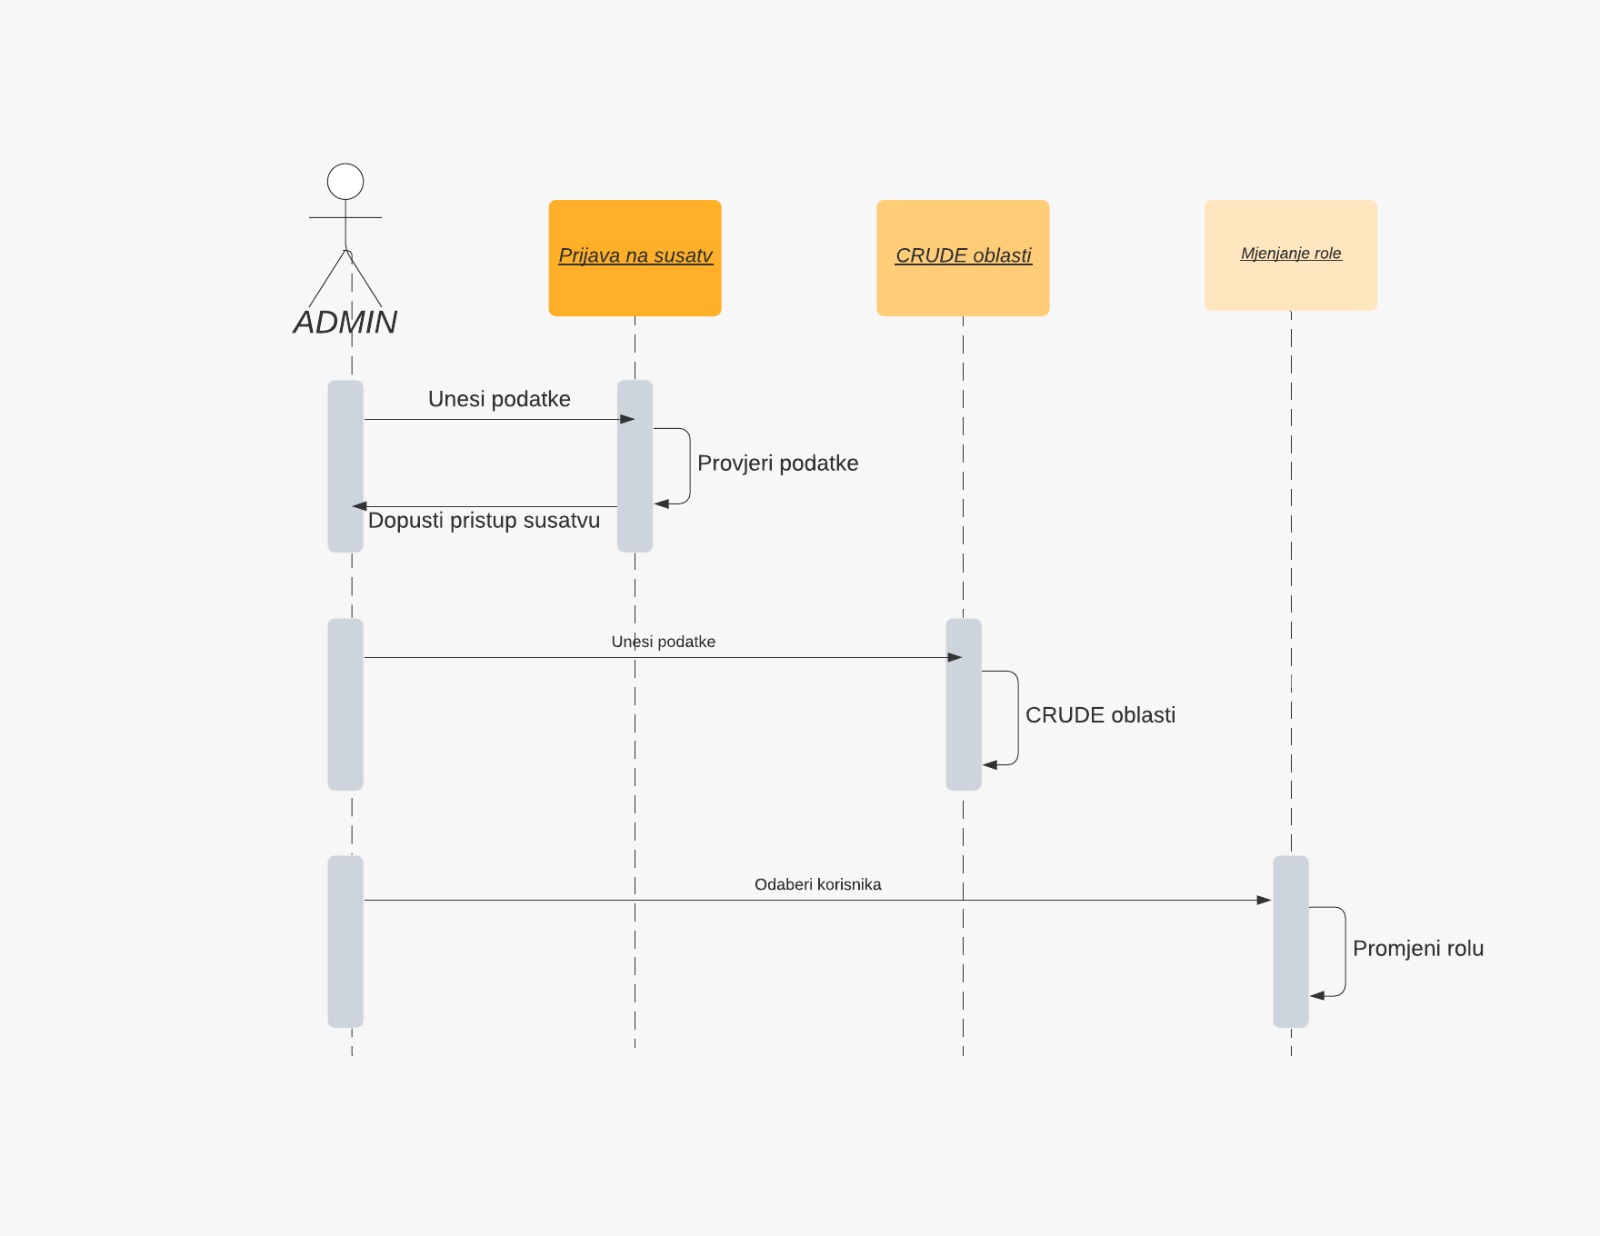 Prijava na susatv
CRUDE oblasti
Mjenjanje role
ADMIN
Unesi podatke
Provjeri podatke
Dopusti pristup susatvu
Unesi podatke
CRUDE oblasti
Odaberi korisnika
Promjeni rolu